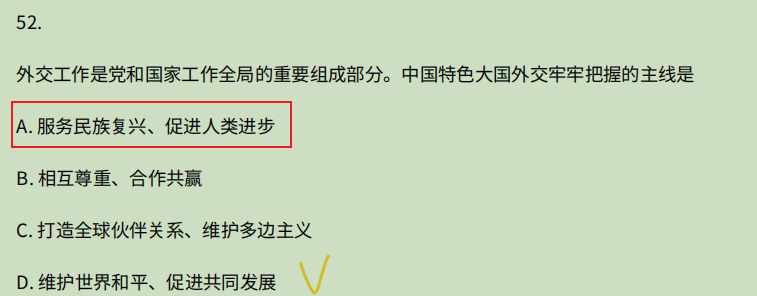 52.
外交工作是党和国家工作全局的重要组成部分。中国特色大国外交牢牢把握的主线是
A. 服务民族复兴、促进人类进步
B. 相互尊重、合作共赢
C. 打造全球伙伴关系、维护多边主义
D. 维护世界和平、促进共同发展